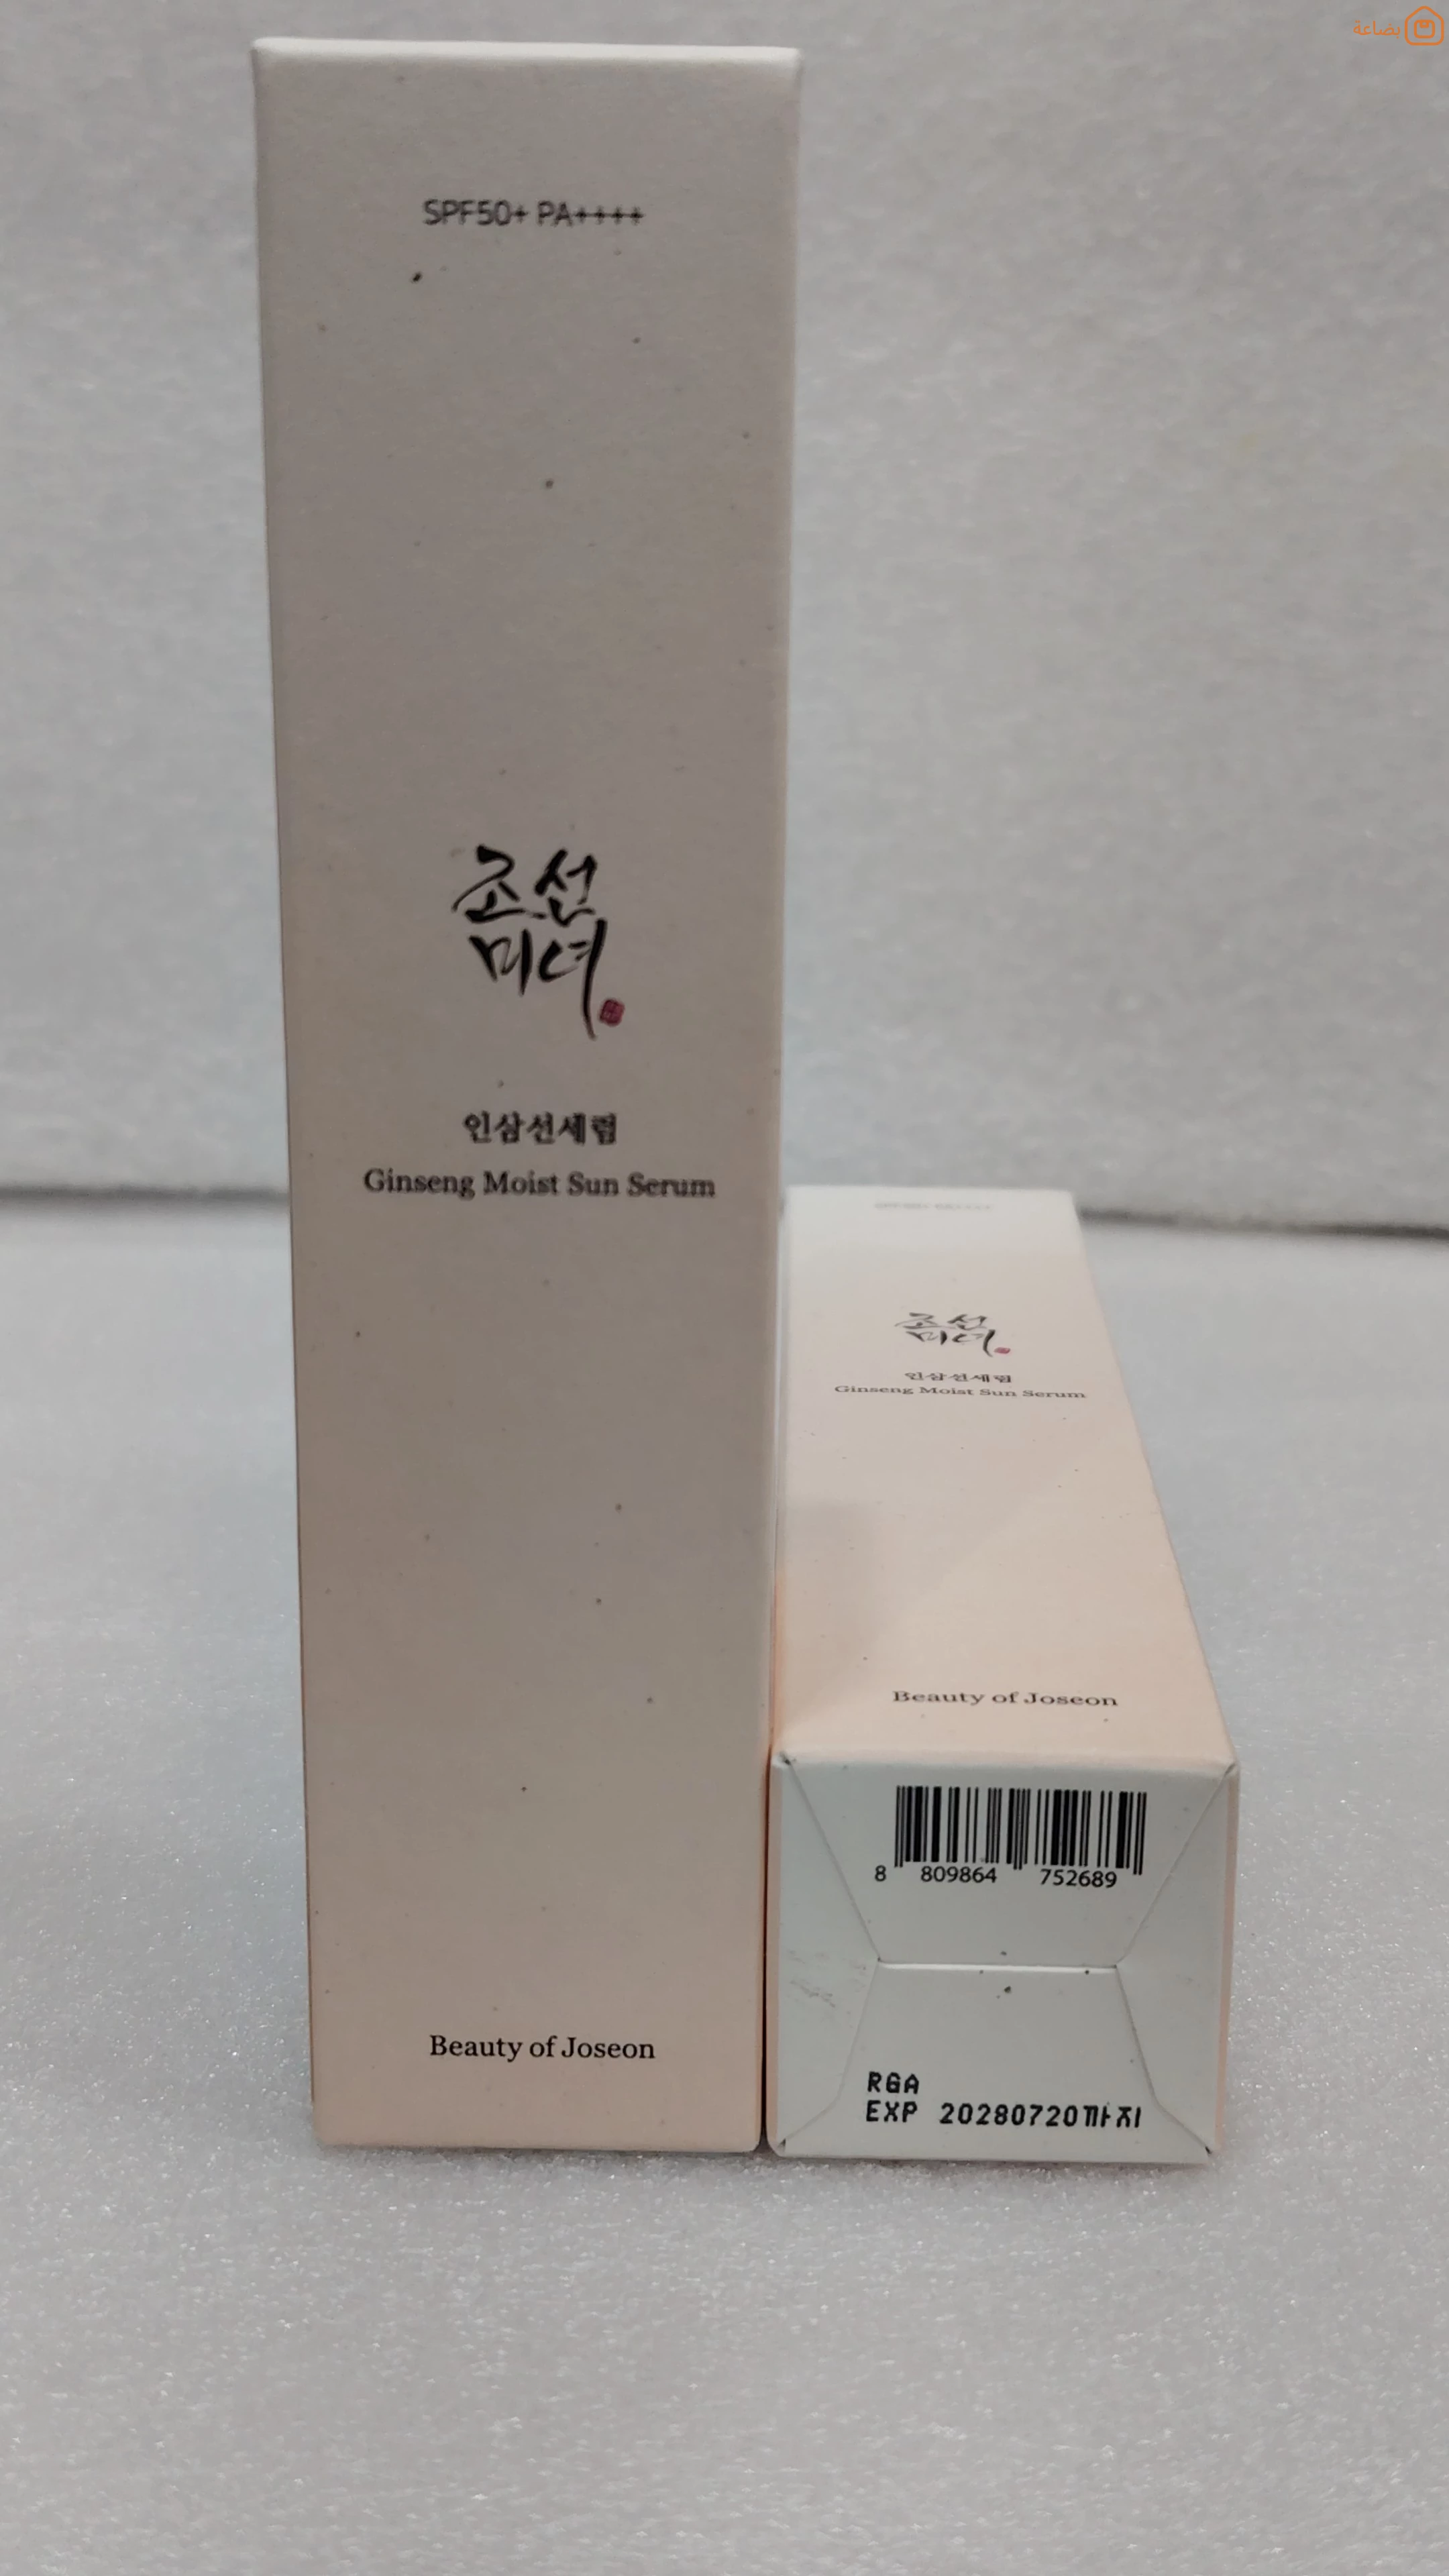 بضاعة
SPF50+ PA++++
조선
미녀
인삼선세럼
Ginseng Moist Sun Serum
Beauty of Joseon
조선
미녀
인삼선세럼
Ginseng Moist Sun Serum
Beauty of Joseon
8 809864 752689
RGA
EXP 20280720까지